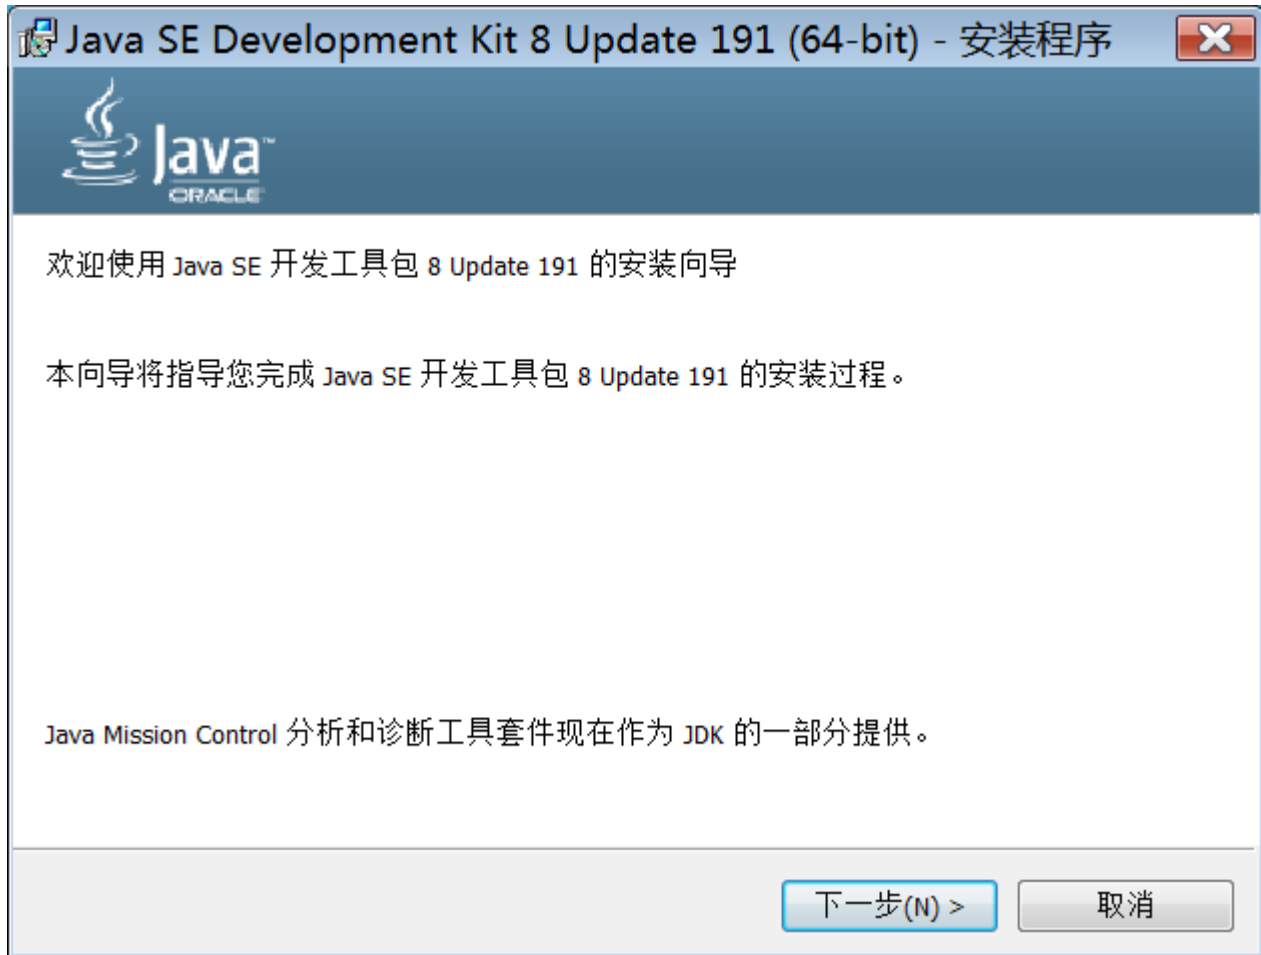 Java SE Development Kit 8 Update 191 (64-bit) - 安装程序
Java™
ORACLE
欢迎使用 Java SE 开发工具包 8 Update 191 的安装向导
本向导将指导您完成 Java SE 开发工具包 8 Update 191 的安装过程。
Java Mission Control 分析和诊断工具套件现在作为 JDK 的一部分提供。
下一步(N) >
取消